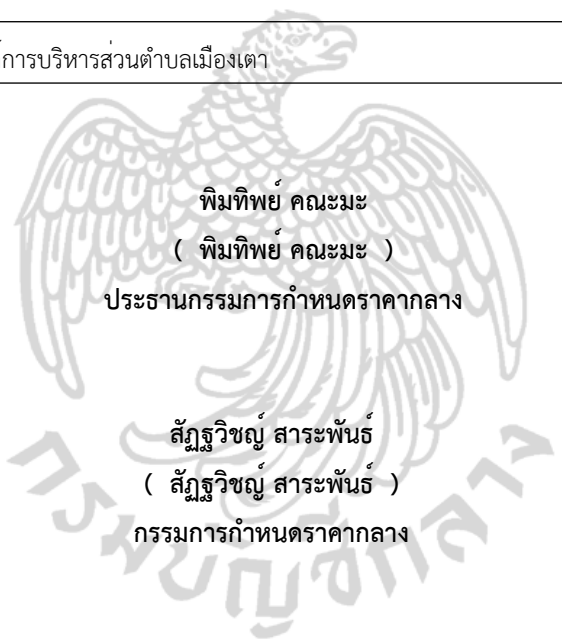 การบริหารส่วนตำบลเมืองเตา
พิมทิพย์ คณะมะ
( พิมทิพย์ คณะมะ )
ประธานกรรมการกำหนดราคากลาง
สัฏฐวิชญ์ สาระพันธ์
( สัฏฐวิชญ์ สาระพันธ์ )
กรรมการกำหนดราคากลาง
กรมบัญชีกลาง